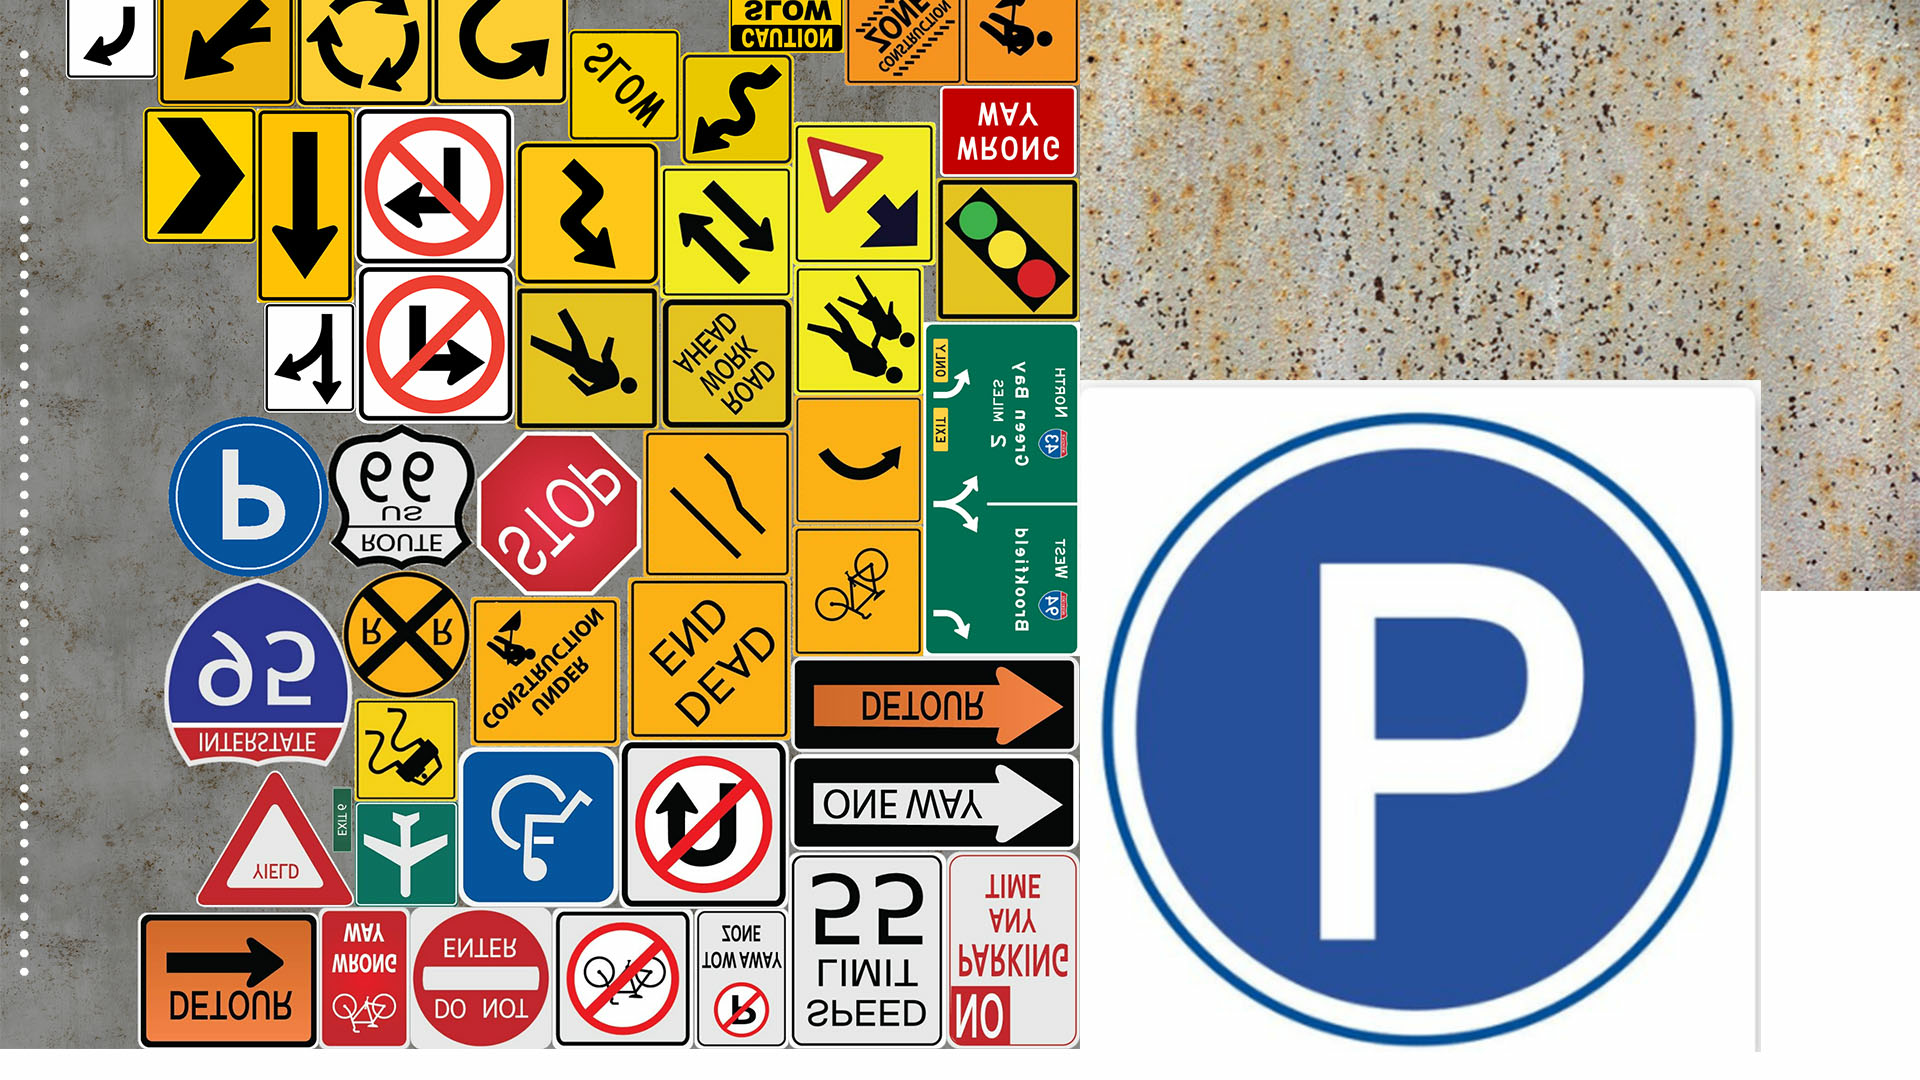 CAUTION
SLOW
CONSTRUCTION
ZONE
SLOW
WRONG
WAY
ROAD
WORK
AHEAD
EXIT
ONLY
NORTH
43
Green Bay
2 MILES
WEST
94
Brookfield
P
ROUTE
US
66
STOP
INTERSTATE
95
R R
UNDER
CONSTRUCTION
DEAD
END
DETOUR
ONE WAY
YIELD
EXIT 6
DETOUR
WRONG
WAY
DO NOT
ENTER
P
TOW AWAY
ZONE
SPEED
LIMIT
55
NO
PARKING
ANY
TIME
P